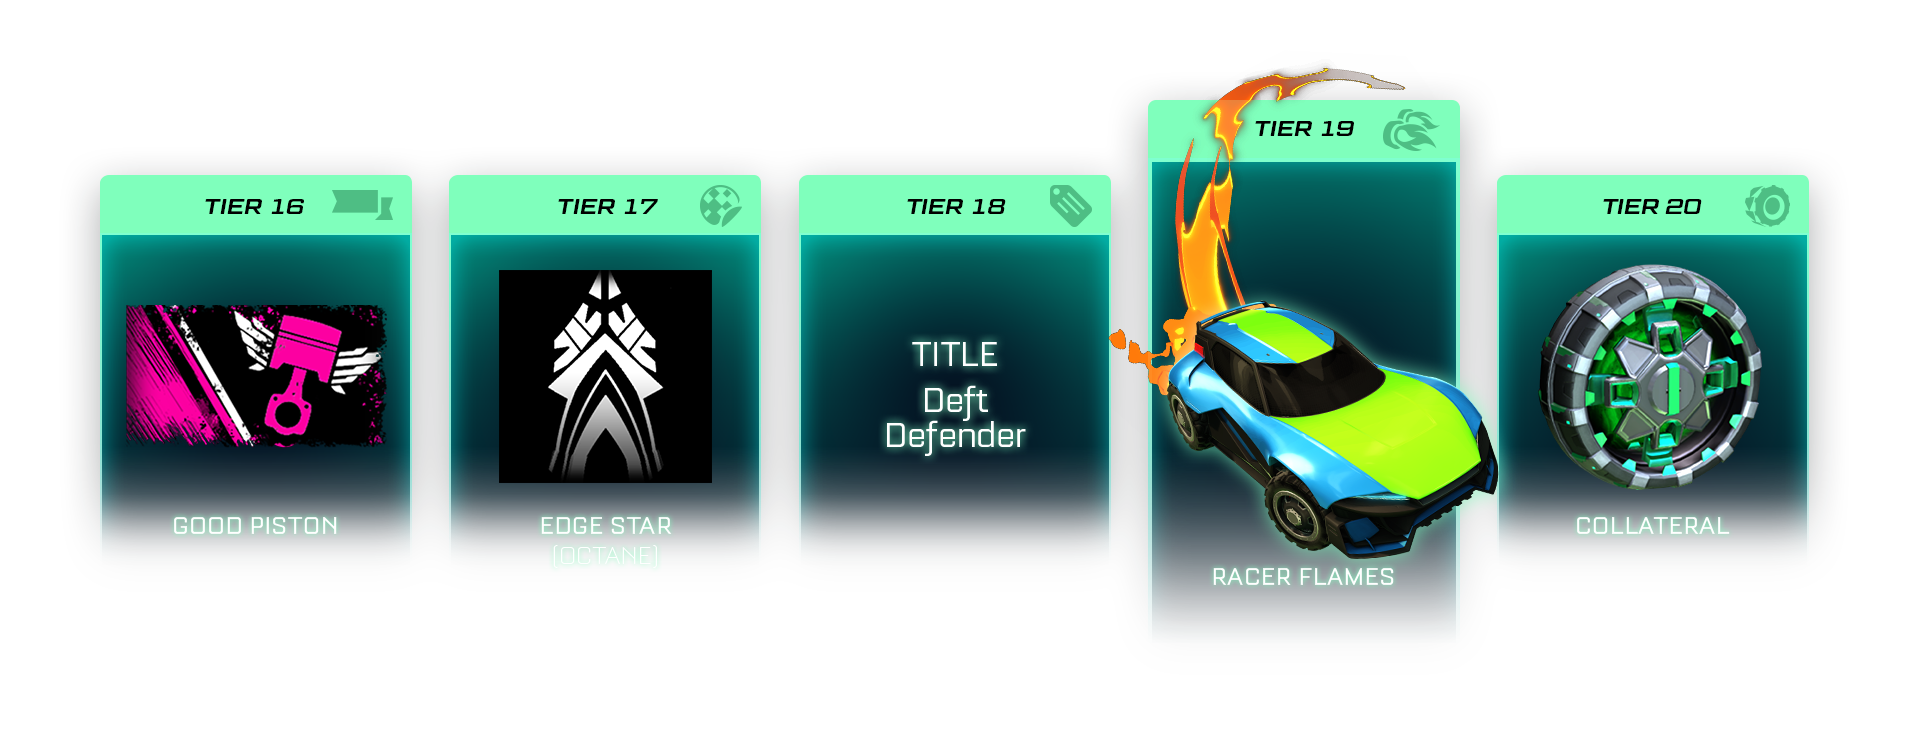 TIER 16
GOOD PISTON
TIER 17
EDGE STAR
[OCTANE]
TIER 18
TITLE
Deft
Defender
TIER 19
RACER FLAMES
TIER 20
COLLATERAL